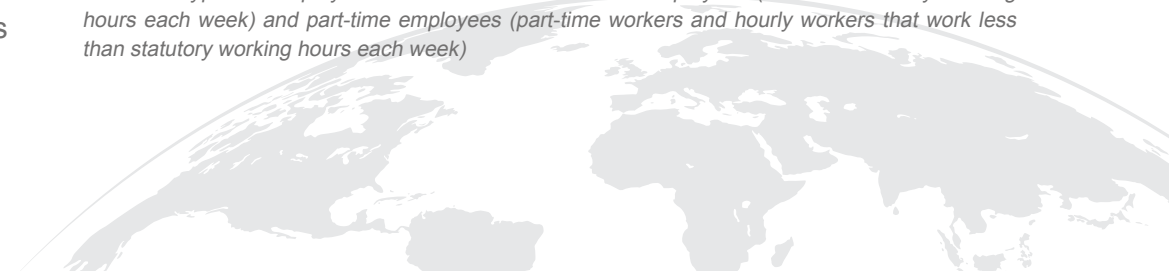 hours each week) and part-time employees (part-time workers and hourly workers that work less
s
than statutory working hours each week)